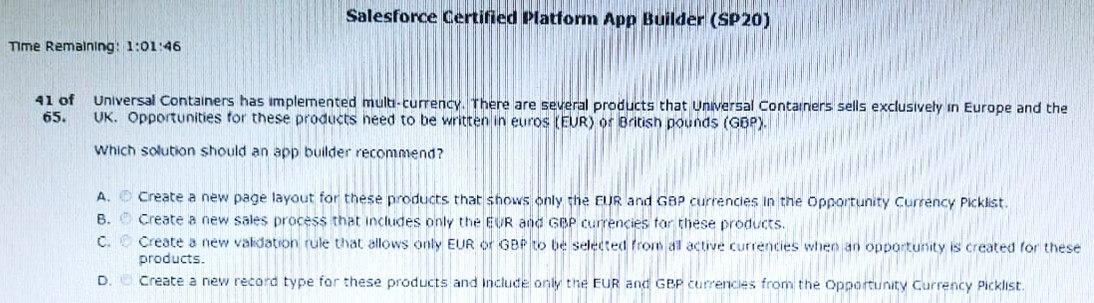 Salesforce Certified Platform App Builder (SP20)
Time Remaining: 1:01:46
41 of 65. Universal Containers has implemented multi-currency. There are several products that Universal Containers sells exclusively in Europe and the
UK. Opportunities for these products need to be written in euros (EUR) or British pounds (GBP).
Which solution should an app builder recommend?
A. Create a new page layout for these products that shows only the EUR and GBP currencies in the Opportunity Currency Picklist.
B. Create a new sales process that includes only the EUR and GBP currencies for these products.
C. Create a new validation rule that allows only EUR or GBP to be selected from all active currencies when an opportunity is created for these
products.
D. Create a new record type for these products and include only the EUR and GBP currencies from the Opportunity Currency Picklist.